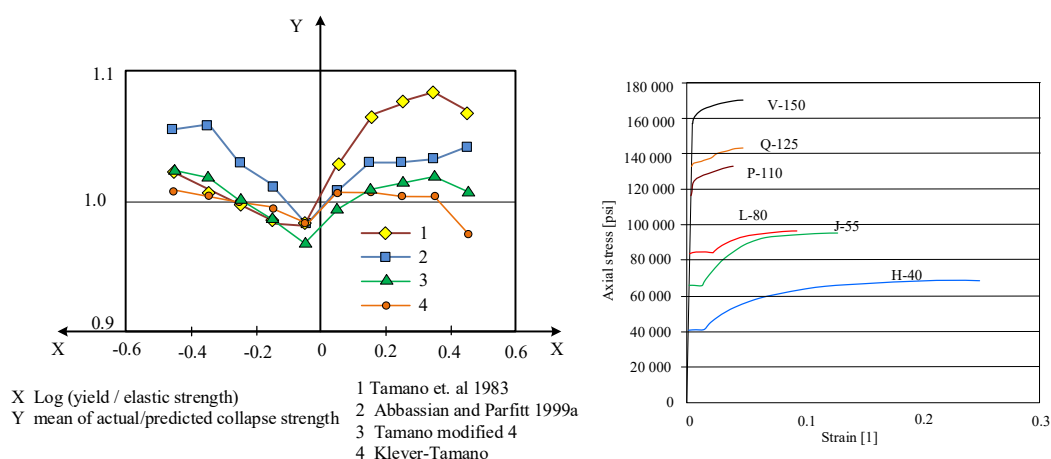 Y
1.1
1.0
0.9
1
2
3
4
X
X
-0.6
-0.4
-0.2
0
0.2
0.4
0.6
X Log (yield / elastic strength)
Y mean of actual/predicted collapse strength
1 Tamano et. al 1983
2 Abbassian and Parfitt 1999a
3 Tamano modified 4
4 Klever-Tamano
Axial stress [psi]
180 000
160 000
140 000
120 000
100 000
80 000
60 000
40 000
20 000
0
V-150
Q-125
P-110
L-80
J-55
H-40
0
0.1
0.2
0.3
Strain [1]